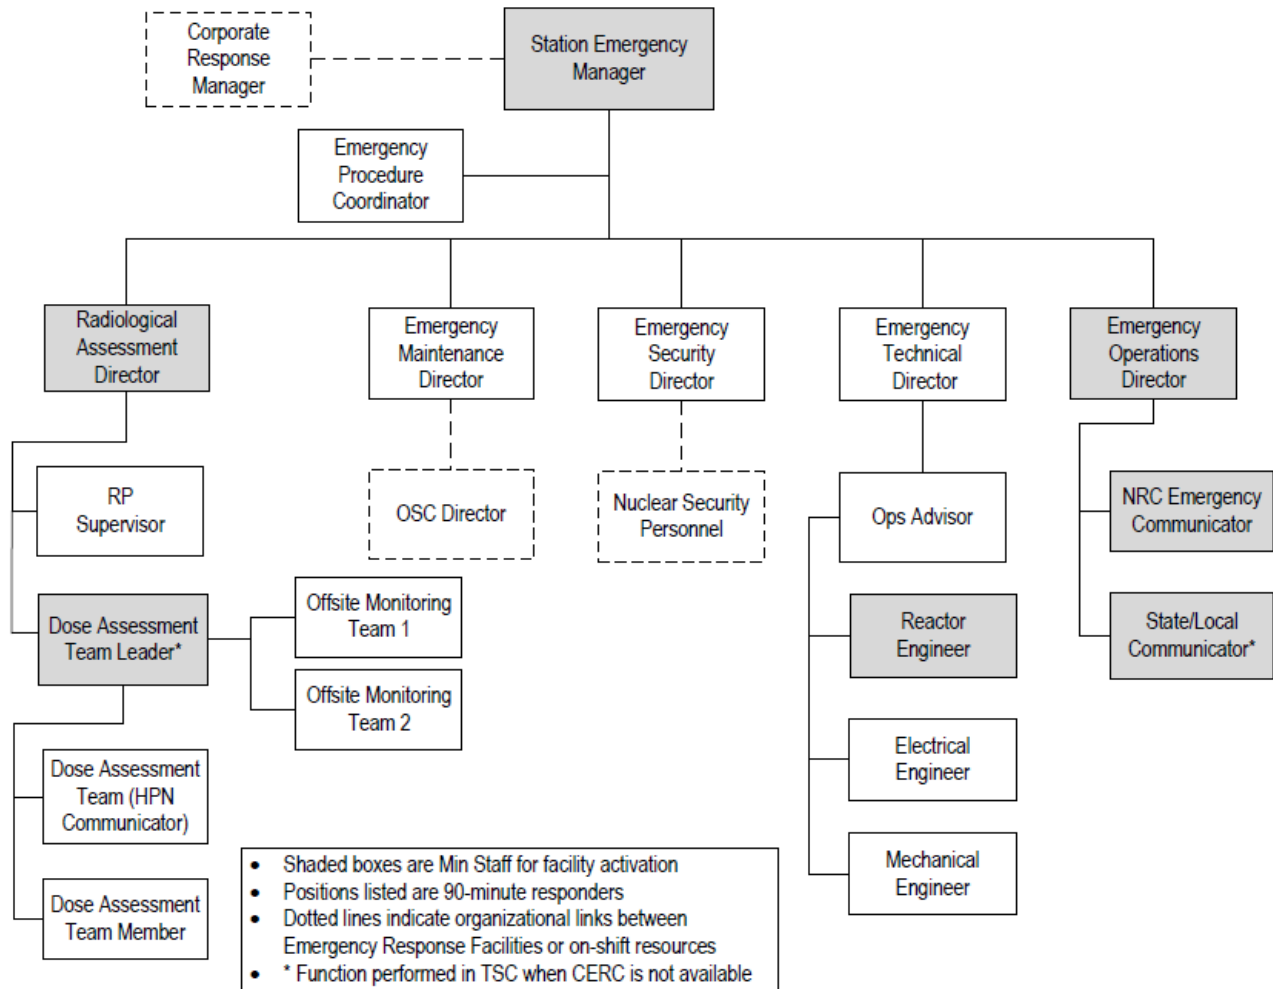 Corporate
Response
Manager
Station Emergency
Manager
Emergency
Procedure
Coordinator
Radiological
Assessment
Director
Emergency
Maintenance
Director
Emergency
Security
Director
Emergency
Technical
Director
Emergency
Operations
Director
RP
Supervisor
OSC Director
Nuclear Security
Personnel
Ops Advisor
NRC Emergency
Communicator
Dose Assessment
Team Leader*
Offsite Monitoring
Team 1
Offsite Monitoring
Team 2
Reactor
Engineer
State/Local
Communicator*
Electrical
Engineer
Mechanical
Engineer
Dose Assessment
Team (HPN
Communicator)
Dose Assessment
Team Member
• Shaded boxes are Min Staff for facility activation
• Positions listed are 90-minute responders
• Dotted lines indicate organizational links between
Emergency Response Facilities or on-shift resources
• * Function performed in TSC when CERC is not available